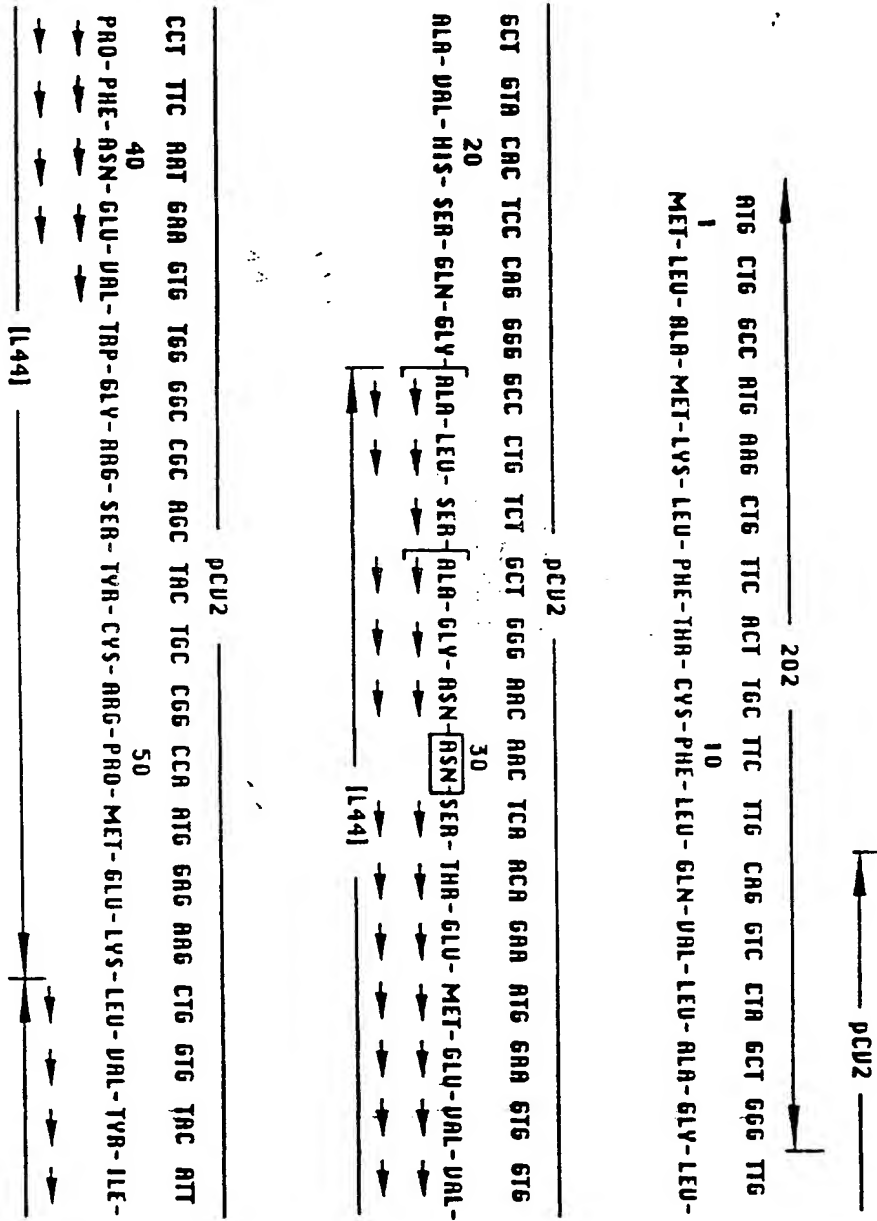 pCV2
202
ATG CTG GCC ATG AAG CTG TTC ACT TGC TTC TTG CAG GTC CTA GCT GGG TTG
1 10
MET-LEU-ALA-MET-LYS-LEU-PHE-THR-CYS-PHE-LEU-GLN-VAL-LEU-ALA-GLY-LEU-
pCV2
GCT GTA CAC TCC CAG GGG GCC CTG TCT GCT GGG AAC AAC TCA ACA GAA ATG GAA GTG GTG
20 30
ALA-VAL-HIS-SER-GLN-GLY-[ALA-LEU-SER-[ALA-GLY-ASN-ASN-SER-THR-GLU-MET-GLU-VAL-VAL-
[L44]
pCV2
CCT TTC AAT GAA GTG TGG GGC CGC AGC TAC TGC CGG CCA ATG GAG AAG CTG GTG TAC ATT
40 50
PRO-PHE-ASN-GLU-VAL-TRP-GLY-ARG-SER-TYR-CYS-ARG-PRO-MET-GLU-LYS-LEU-VAL-TYR-ILE-
[L44]